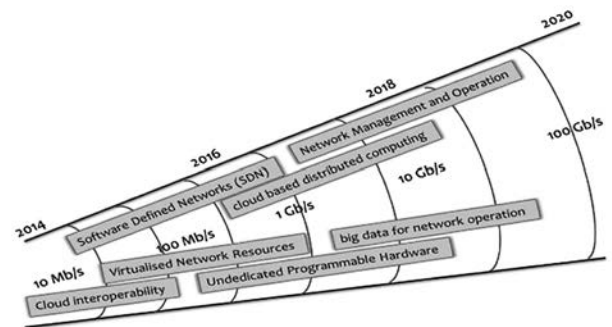 2020
2018
Network Management and Operation
100 Gb/s
2016
cloud based distributed computing
Software Defined Networks (SDN)
10 Gb/s
1 Gb/s
2014
big data for network operation
100 Mb/s
Virtualised Network Resources
Undedicated Programmable Hardware
10 Mb/s
Cloud interoperability